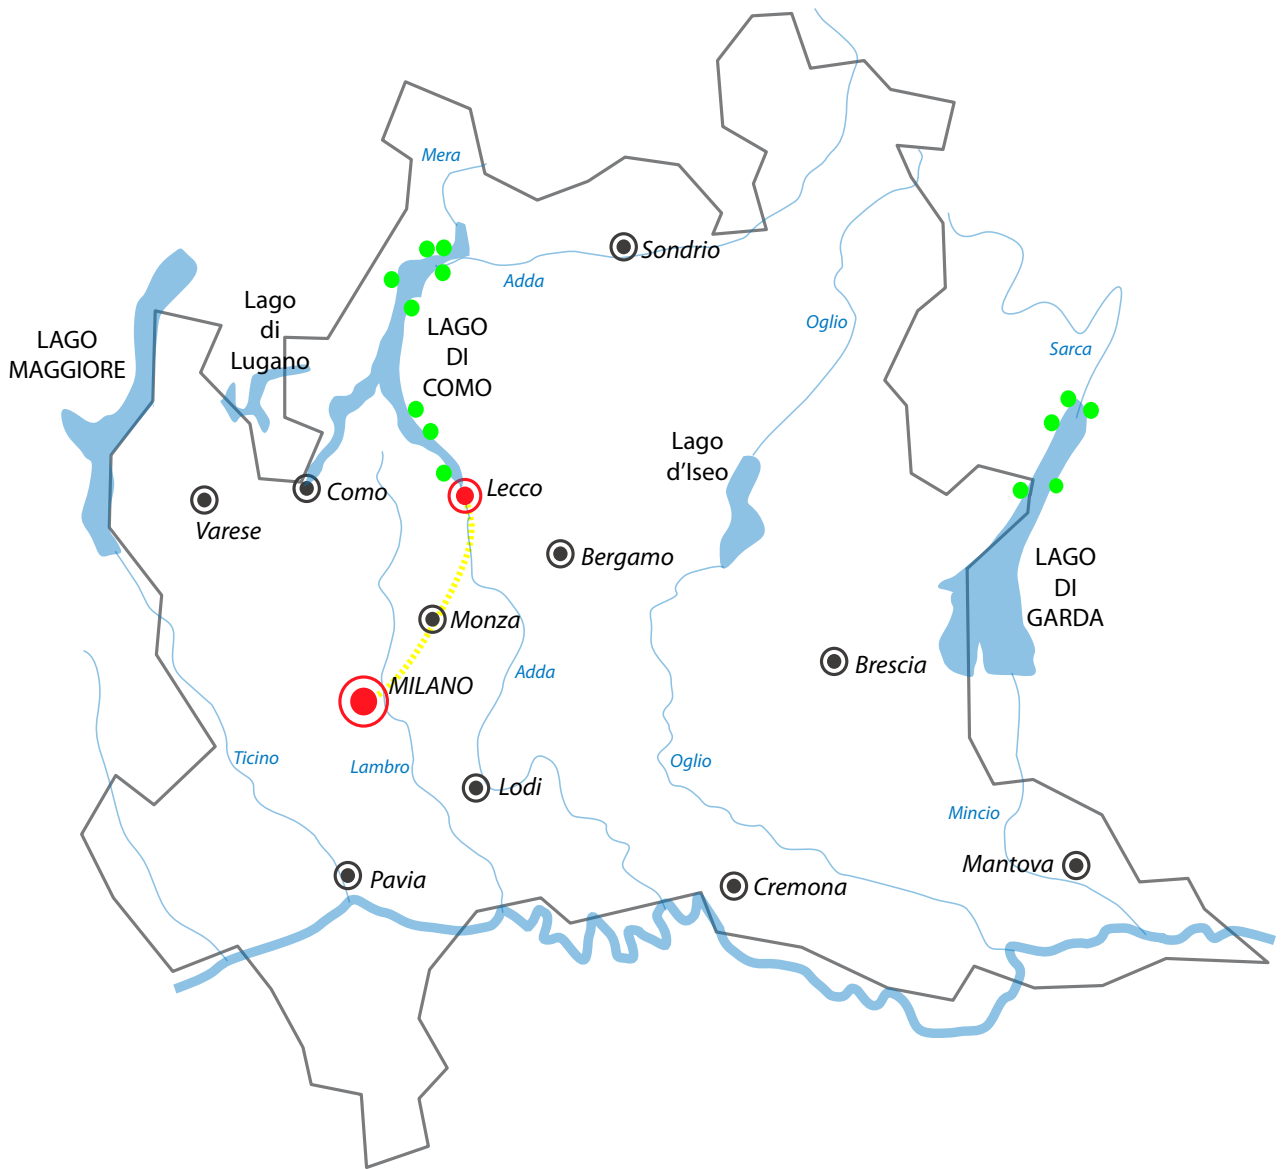 Mera
Sondrio
Adda
Lago
di
Lugano
LAGO
MAGGIORE
LAGO
DI
COMO
Oglio
Sarca
Lago
d'Iseo
Como
Lecco
Varese
Bergamo
LAGO
DI
GARDA
Monza
Brescia
Adda
MILANO
Ticino
Lambro
Oglio
Lodi
Mincio
Mantova
Pavia
Cremona